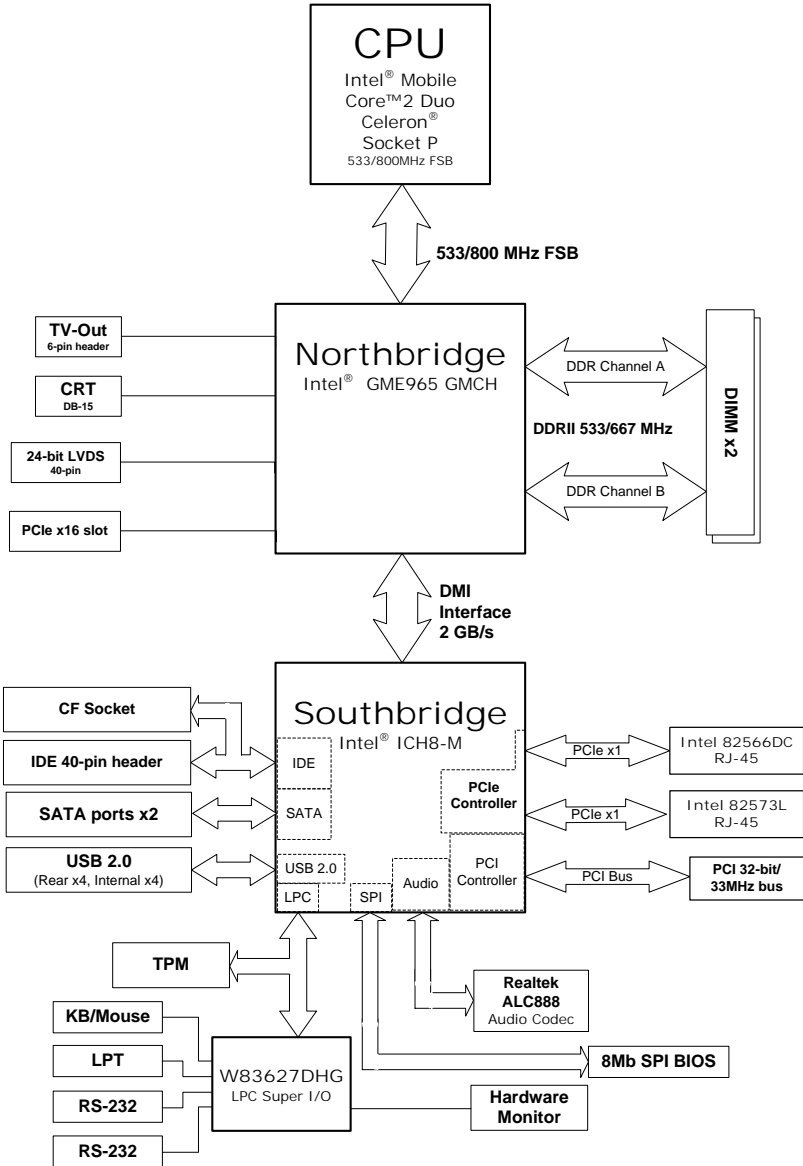 CPU
Intel® Mobile
Core™2 Duo
Celeron®
Socket P
533/800MHz FSB
533/800 MHz FSB
TV-Out
6-pin header
CRT
DB-15
24-bit LVDS
40-pin
PCIe x16 slot
Northbridge
Intel® GME965 GMCH
DDR Channel A
DDRII 533/667 MHz
DDR Channel B
DIMM x2
DMI
Interface
2 GB/s
Southbridge
Intel® ICH8-M
CF Socket
IDE 40-pin header
SATA ports x2
USB 2.0
(Rear x4, Internal x4)
IDE
SATA
USB 2.0
LPC
SPI
Audio
PCIe
Controller
PCI
Controller
PCIe x1
Intel 82566DC
RJ-45
PCIe x1
Intel 82573L
RJ-45
PCI Bus
PCI 32-bit/
33MHz bus
TPM
Realtek
ALC888
Audio Codec
KB/Mouse
LPT
RS-232
RS-232
W83627DHG
LPC Super I/O
8Mb SPI BIOS
Hardware
Monitor